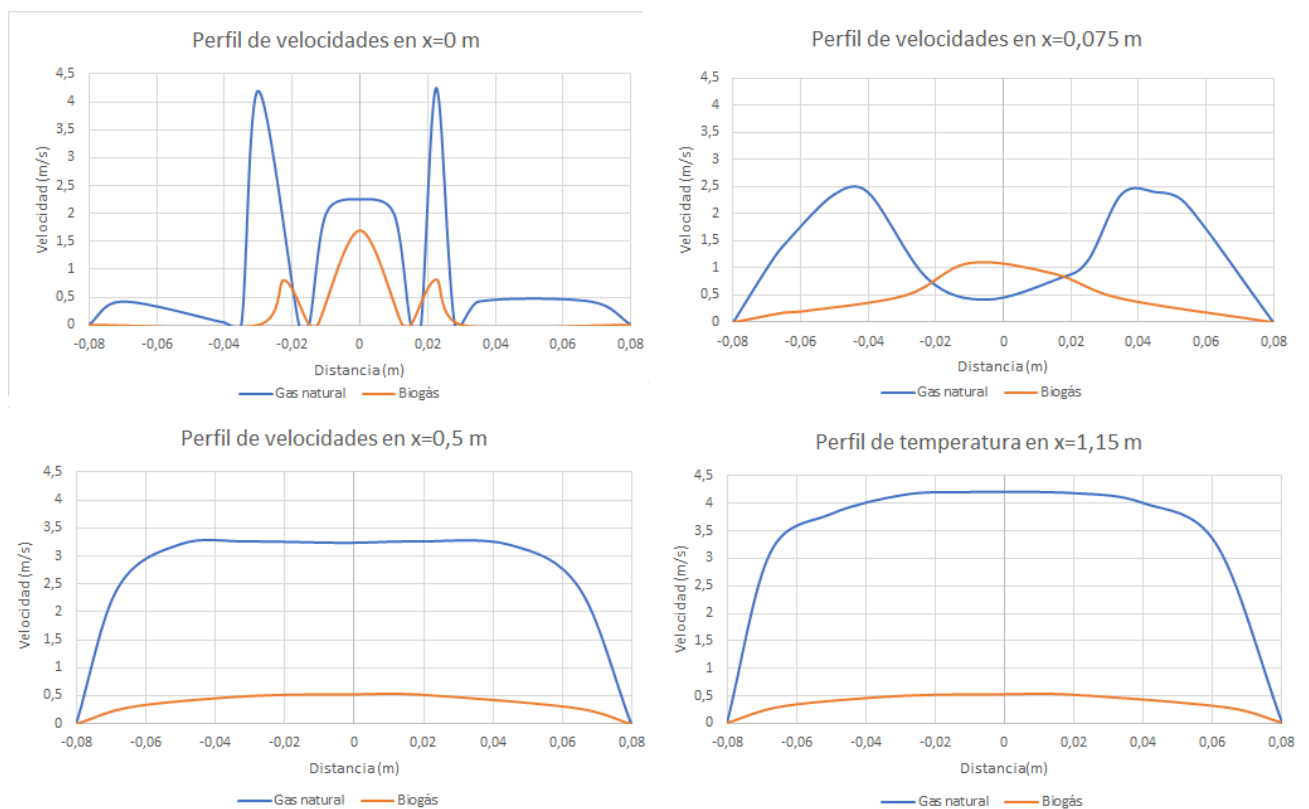 Perfil de velocidades en x=0 m
4,5
4
3,5
3
2,5
2
1,5
1
0,5
0
Velocidad (m/s)
-0,08 -0,06 -0,04 -0,02 0 0,02 0,04 0,06 0,08
Distancia (m)
Gas natural Biogás
Perfil de velocidades en x=0,075 m
4,5
4
3,5
3
2,5
2
1,5
1
0,5
0
Velocidad (m/s)
-0,08 -0,06 -0,04 -0,02 0 0,02 0,04 0,06 0,08
Distancia (m)
Gas natural Biogás
Perfil de velocidades en x=0,5 m
4,5
4
3,5
3
2,5
2
1,5
1
0,5
0
Velocidad (m/s)
-0,08 -0,06 -0,04 -0,02 0 0,02 0,04 0,06 0,08
Distancia (m)
Gas natural Biogás
Perfil de temperatura en x=1,15 m
4,5
4
3,5
3
2,5
2
1,5
1
0,5
0
Velocidad (m/s)
-0,08 -0,06 -0,04 -0,02 0 0,02 0,04 0,06 0,08
Distancia(m)
Gas natural Biogás